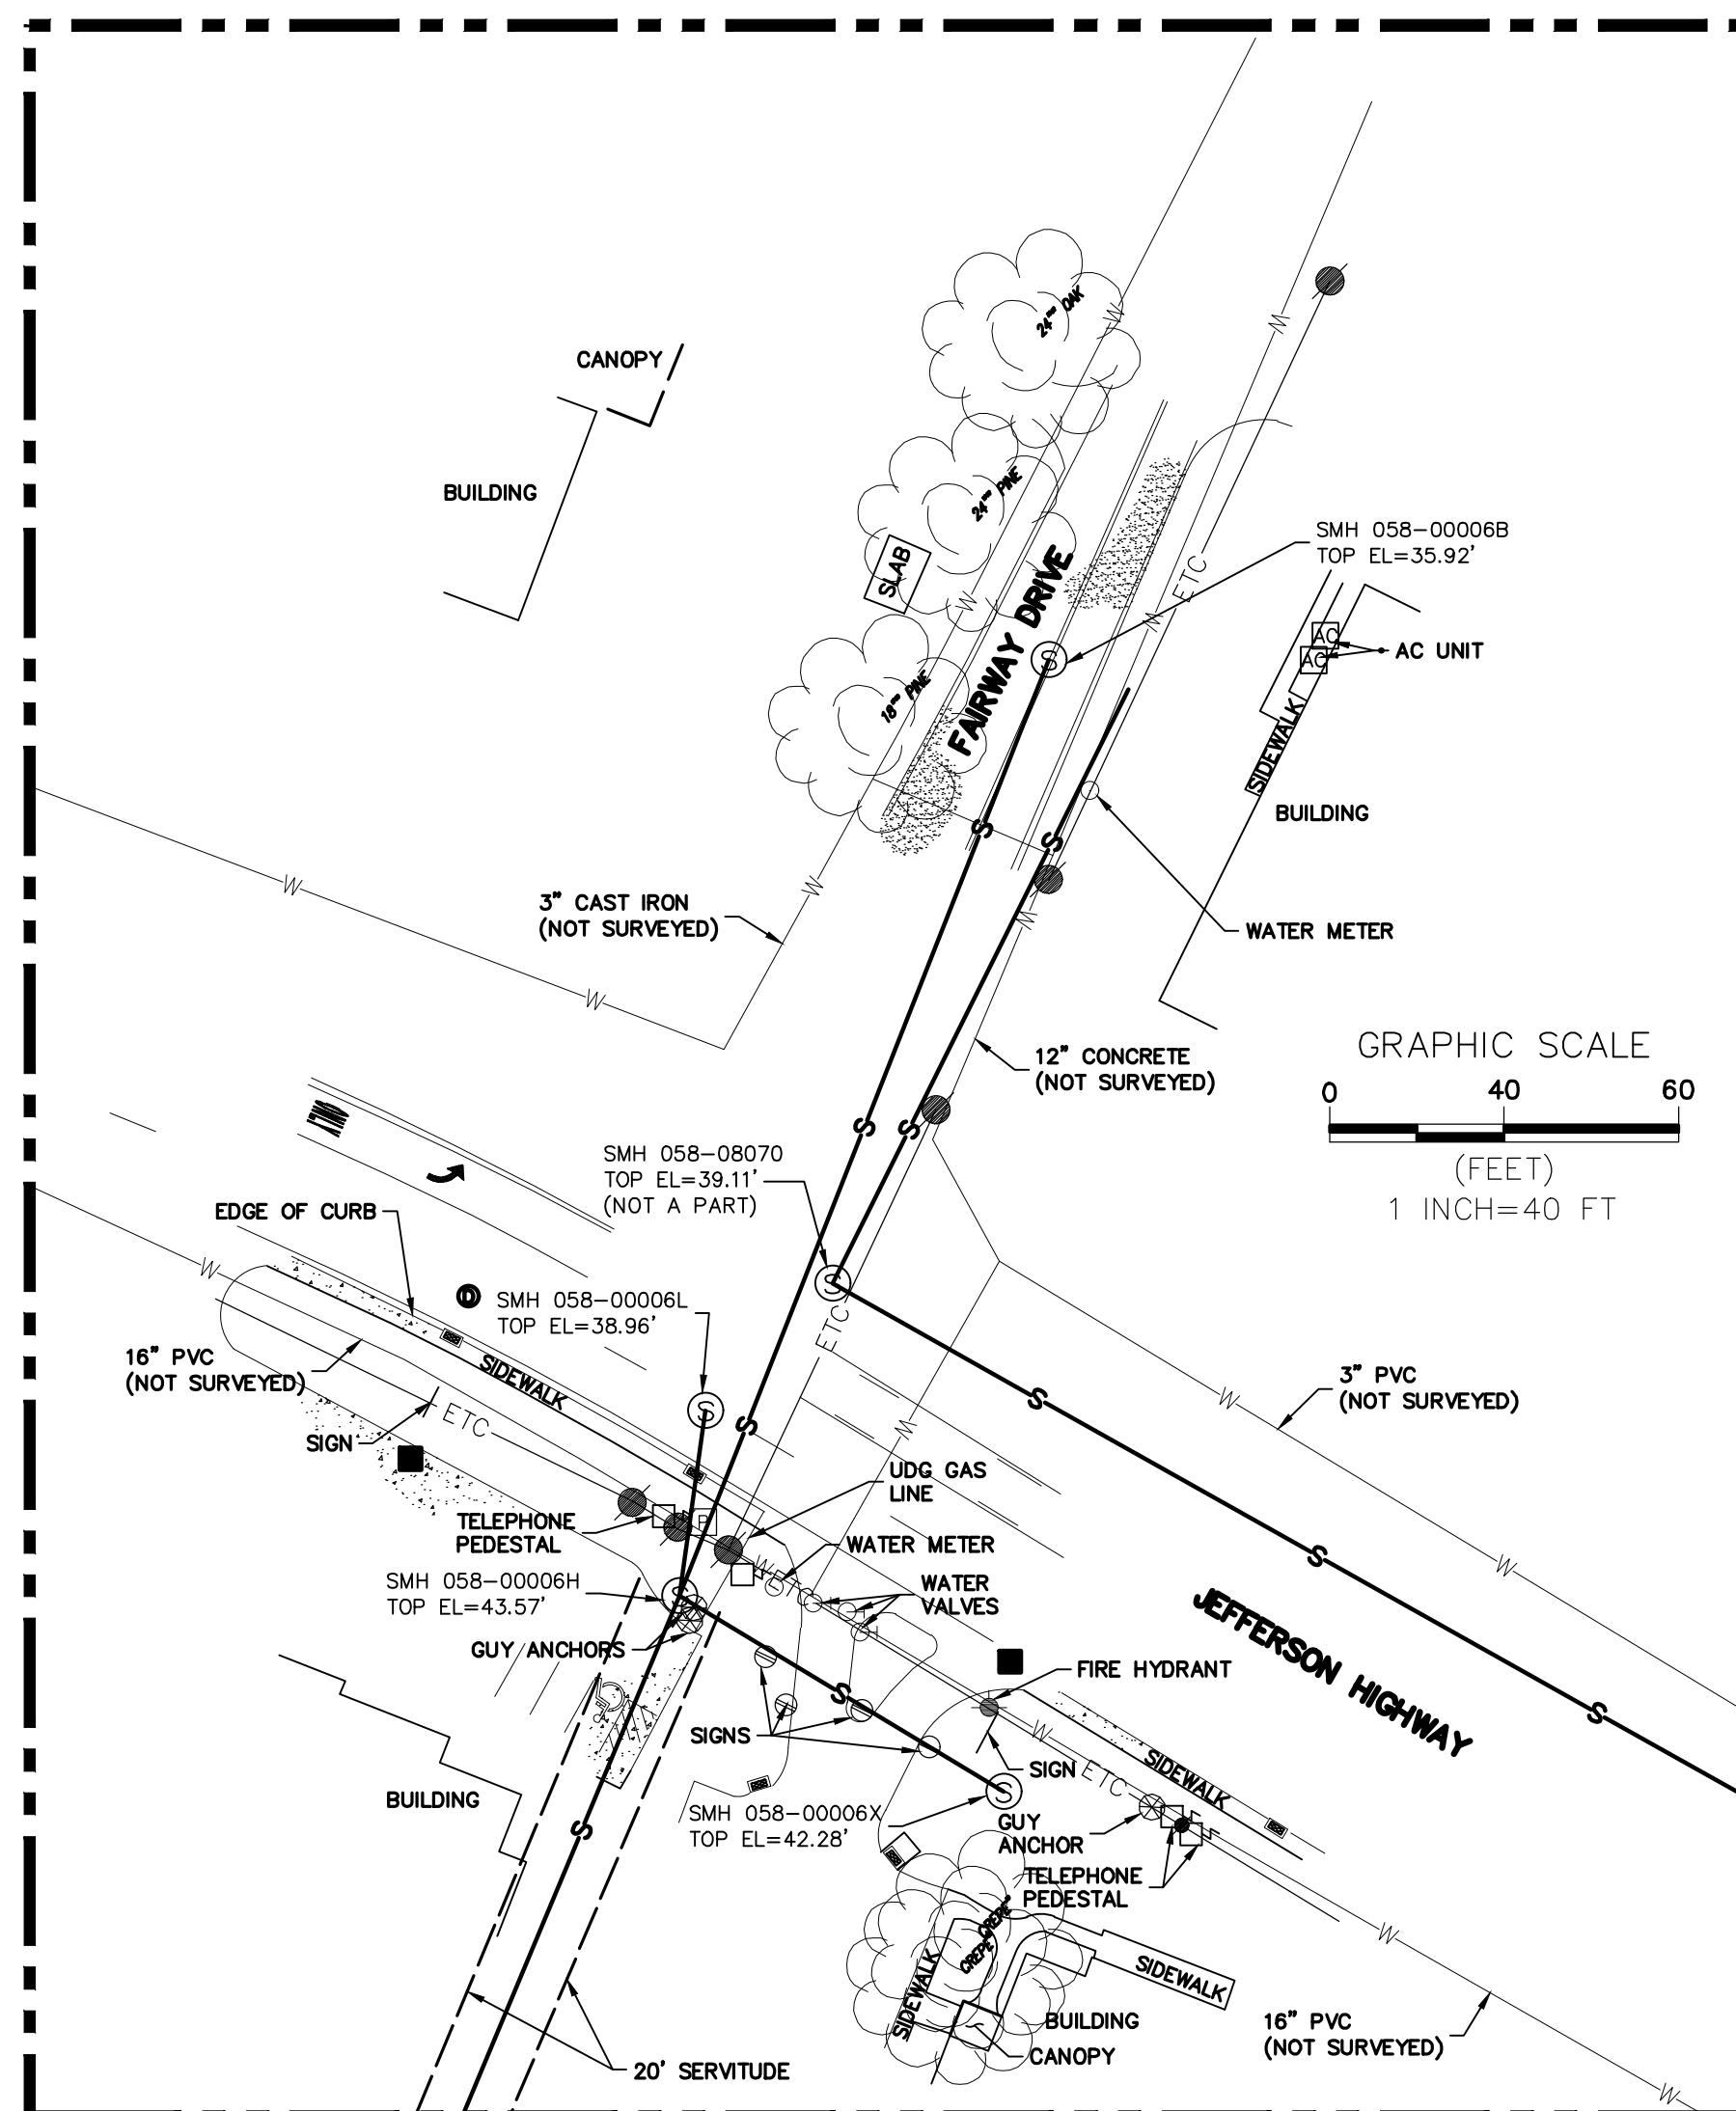 24"" OAK
CANOPY
BUILDING
24"" PINE
SLAB
SMH 058-00006B
TOP EL=35.92'
W
W
W
W
ETC
FAIRWAY DRIVE
18"" PINE
S
AC
AC
AC UNIT
SIDEWALK
BUILDING
S
S
W
W
W
W
3" CAST IRON
(NOT SURVEYED)
WATER METER
12" CONCRETE
(NOT SURVEYED)
GRAPHIC SCALE
0 40 60
(FEET)
1 INCH=40 FT
ONLY
S
S
SMH 058-08070
TOP EL=39.11'
(NOT A PART)
EDGE OF CURB
W
S
ETC
D
SMH 058-00006L
TOP EL=38.96'
16" PVC
(NOT SURVEYED)
SIDEWALK
ETC
SIGN
S
S
W
S
W
3" PVC
(NOT SURVEYED)
UDG GAS
LINE
TELEPHONE
PEDESTAL
P
WATER METER
W
ETC
S
W
SMH 058-00006H
TOP EL=43.57'
S
WATER
VALVES
GUY ANCHORS
JEFFERSON HIGHWAY
FIRE HYDRANT
S
S
SIGNS
W
SIGN
ETC
SIDEWALK
BUILDING
S
SMH 058-00006X
TOP EL=42.28'
S
GUY
ANCHOR
TELEPHONE
PEDESTAL
CREPE"
CREPE"
SIDEWALK
SIDEWALK
W
BUILDING
CANOPY
16" PVC
(NOT SURVEYED)
20' SERVITUDE
W